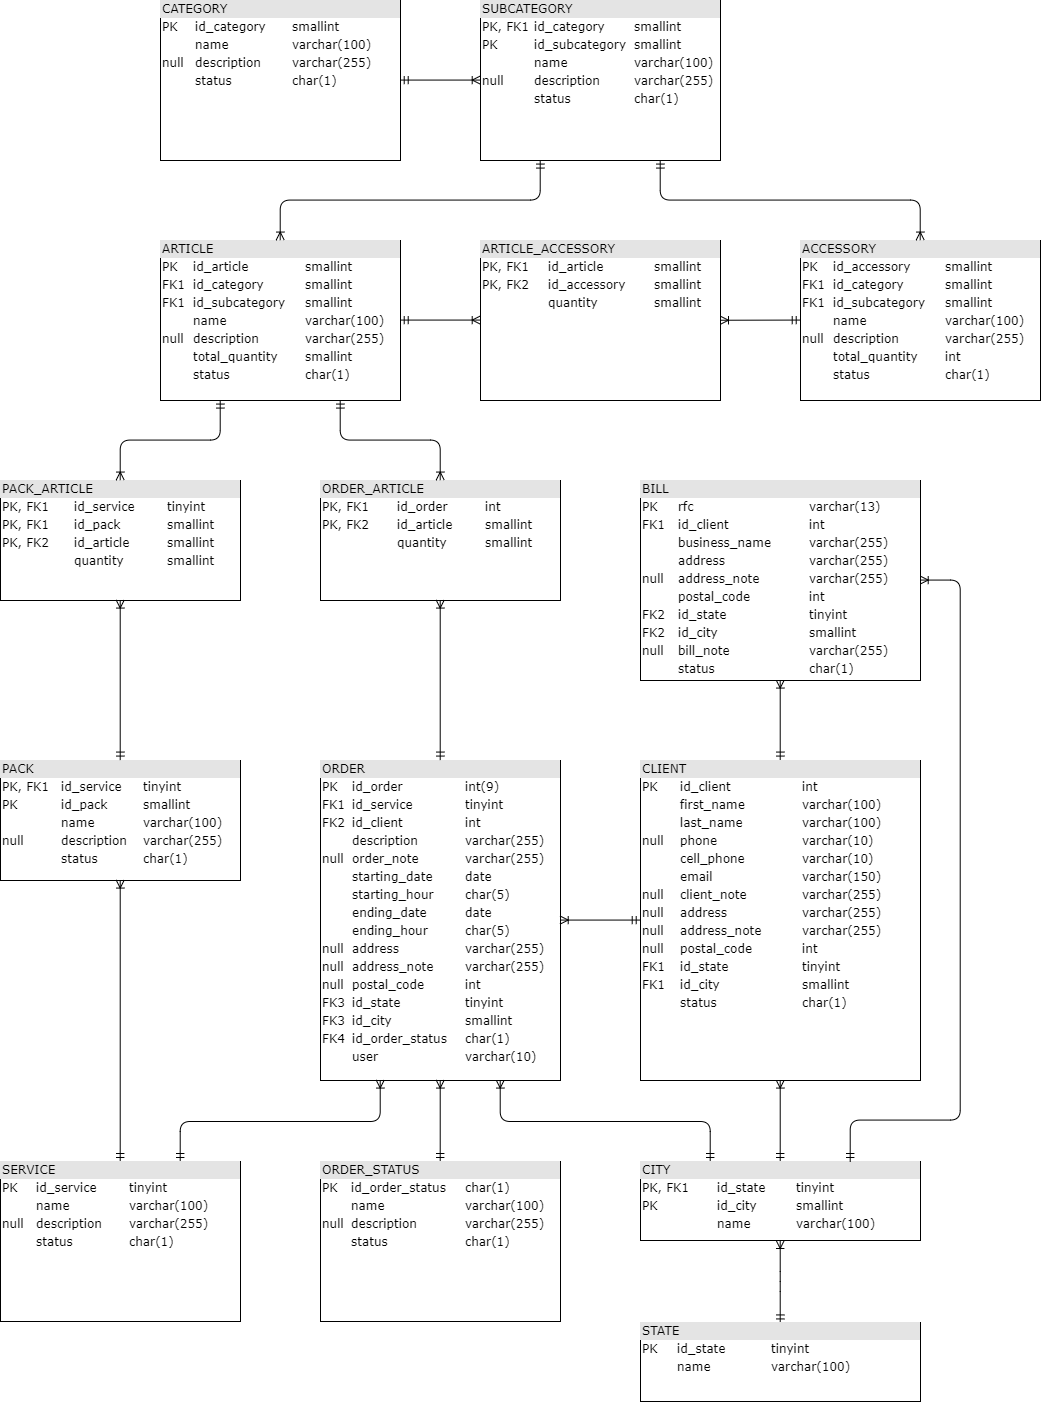 CATEGORY
PK id_category smallint
name varchar(100)
null description varchar(255)
status char(1)
SUBCATEGORY
PK, FK1 id_category smallint
PK id_subcategory smallint
name varchar(100)
null description varchar(255)
status char(1)
ARTICLE
PK id_article smallint
FK1 id_category smallint
FK1 id_subcategory smallint
name varchar(100)
null description varchar(255)
total_quantity smallint
status char(1)
ARTICLE_ACCESSORY
PK, FK1 id_article smallint
PK, FK2 id_accessory smallint
quantity smallint
ACCESSORY
PK id_accessory smallint
FK1 id_category smallint
FK1 id_subcategory smallint
name varchar(100)
null description varchar(255)
total_quantity int
status char(1)
PACK_ARTICLE
PK, FK1 id_service tinyint
PK, FK1 id_pack smallint
PK, FK2 id_article smallint
quantity smallint
ORDER_ARTICLE
PK, FK1 id_order int
PK, FK2 id_article smallint
quantity smallint
BILL
PK rfc varchar(13)
FK1 id_client int
business_name varchar(255)
address varchar(255)
null address_note varchar(255)
postal_code int
FK2 id_state tinyint
FK2 id_city smallint
null bill_note varchar(255)
status char(1)
PACK
PK, FK1 id_service tinyint
PK id_pack smallint
name varchar(100)
null description varchar(255)
status char(1)
ORDER
PK id_order int(9)
FK1 id_service tinyint
FK2 id_client int
description varchar(255)
null order_note varchar(255)
starting_date date
starting_hour char(5)
ending_date date
ending_hour char(5)
null address varchar(255)
null address_note varchar(255)
null postal_code int
FK3 id_state tinyint
FK3 id_city smallint
FK4 id_order_status char(1)
user varchar(10)
CLIENT
PK id_client int
first_name varchar(100)
last_name varchar(100)
null phone varchar(10)
cell_phone varchar(10)
email varchar(150)
null client_note varchar(255)
null address varchar(255)
null address_note varchar(255)
null postal_code int
FK1 id_state tinyint
FK1 id_city smallint
status char(1)
SERVICE
PK id_service tinyint
name varchar(100)
null description varchar(255)
status char(1)
ORDER_STATUS
PK id_order_status char(1)
name varchar(100)
null description varchar(255)
status char(1)
CITY
PK, FK1 id_state tinyint
PK id_city smallint
name varchar(100)
STATE
PK id_state tinyint
name varchar(100)